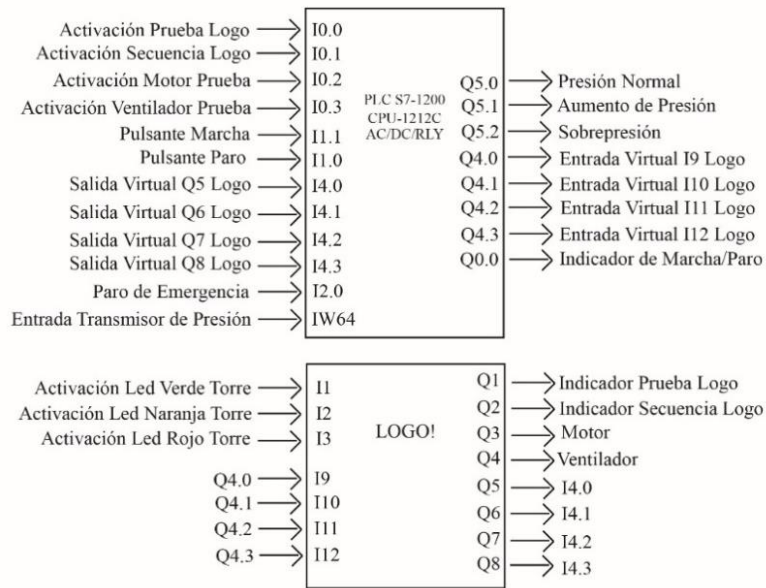 Activación Prueba Logo I0.0
Activación Secuencia Logo I0.1
Activación Motor Prueba I0.2
Activación Ventilador Prueba I0.3
Pulsante Marcha I1.1
Pulsante Paro I1.0
Salida Virtual Q5 Logo I4.0
Salida Virtual Q6 Logo I4.1
Salida Virtual Q7 Logo I4.2
Salida Virtual Q8 Logo I4.3
Paro de Emergencia I2.0
Entrada Transmisor de Presión IW64
PLC S7-1200
CPU-1212C
AC/DC/RLY
Q5.0 Presión Normal
Q5.1 Aumento de Presión
Q5.2 Sobrepresión
Q4.0 Entrada Virtual I9 Logo
Q4.1 Entrada Virtual I10 Logo
Q4.2 Entrada Virtual I11 Logo
Q4.3 Entrada Virtual I12 Logo
Q0.0 Indicador de Marcha/Paro
Activación Led Verde Torre I1
Activación Led Naranja Torre I2
Activación Led Rojo Torre I3
Q4.0 I9
Q4.1 I10
Q4.2 I11
Q4.3 I12
LOGO!
Q1 Indicador Prueba Logo
Q2 Indicador Secuencia Logo
Q3 Motor
Q4 Ventilador
Q5 I4.0
Q6 I4.1
Q7 I4.2
Q8 I4.3